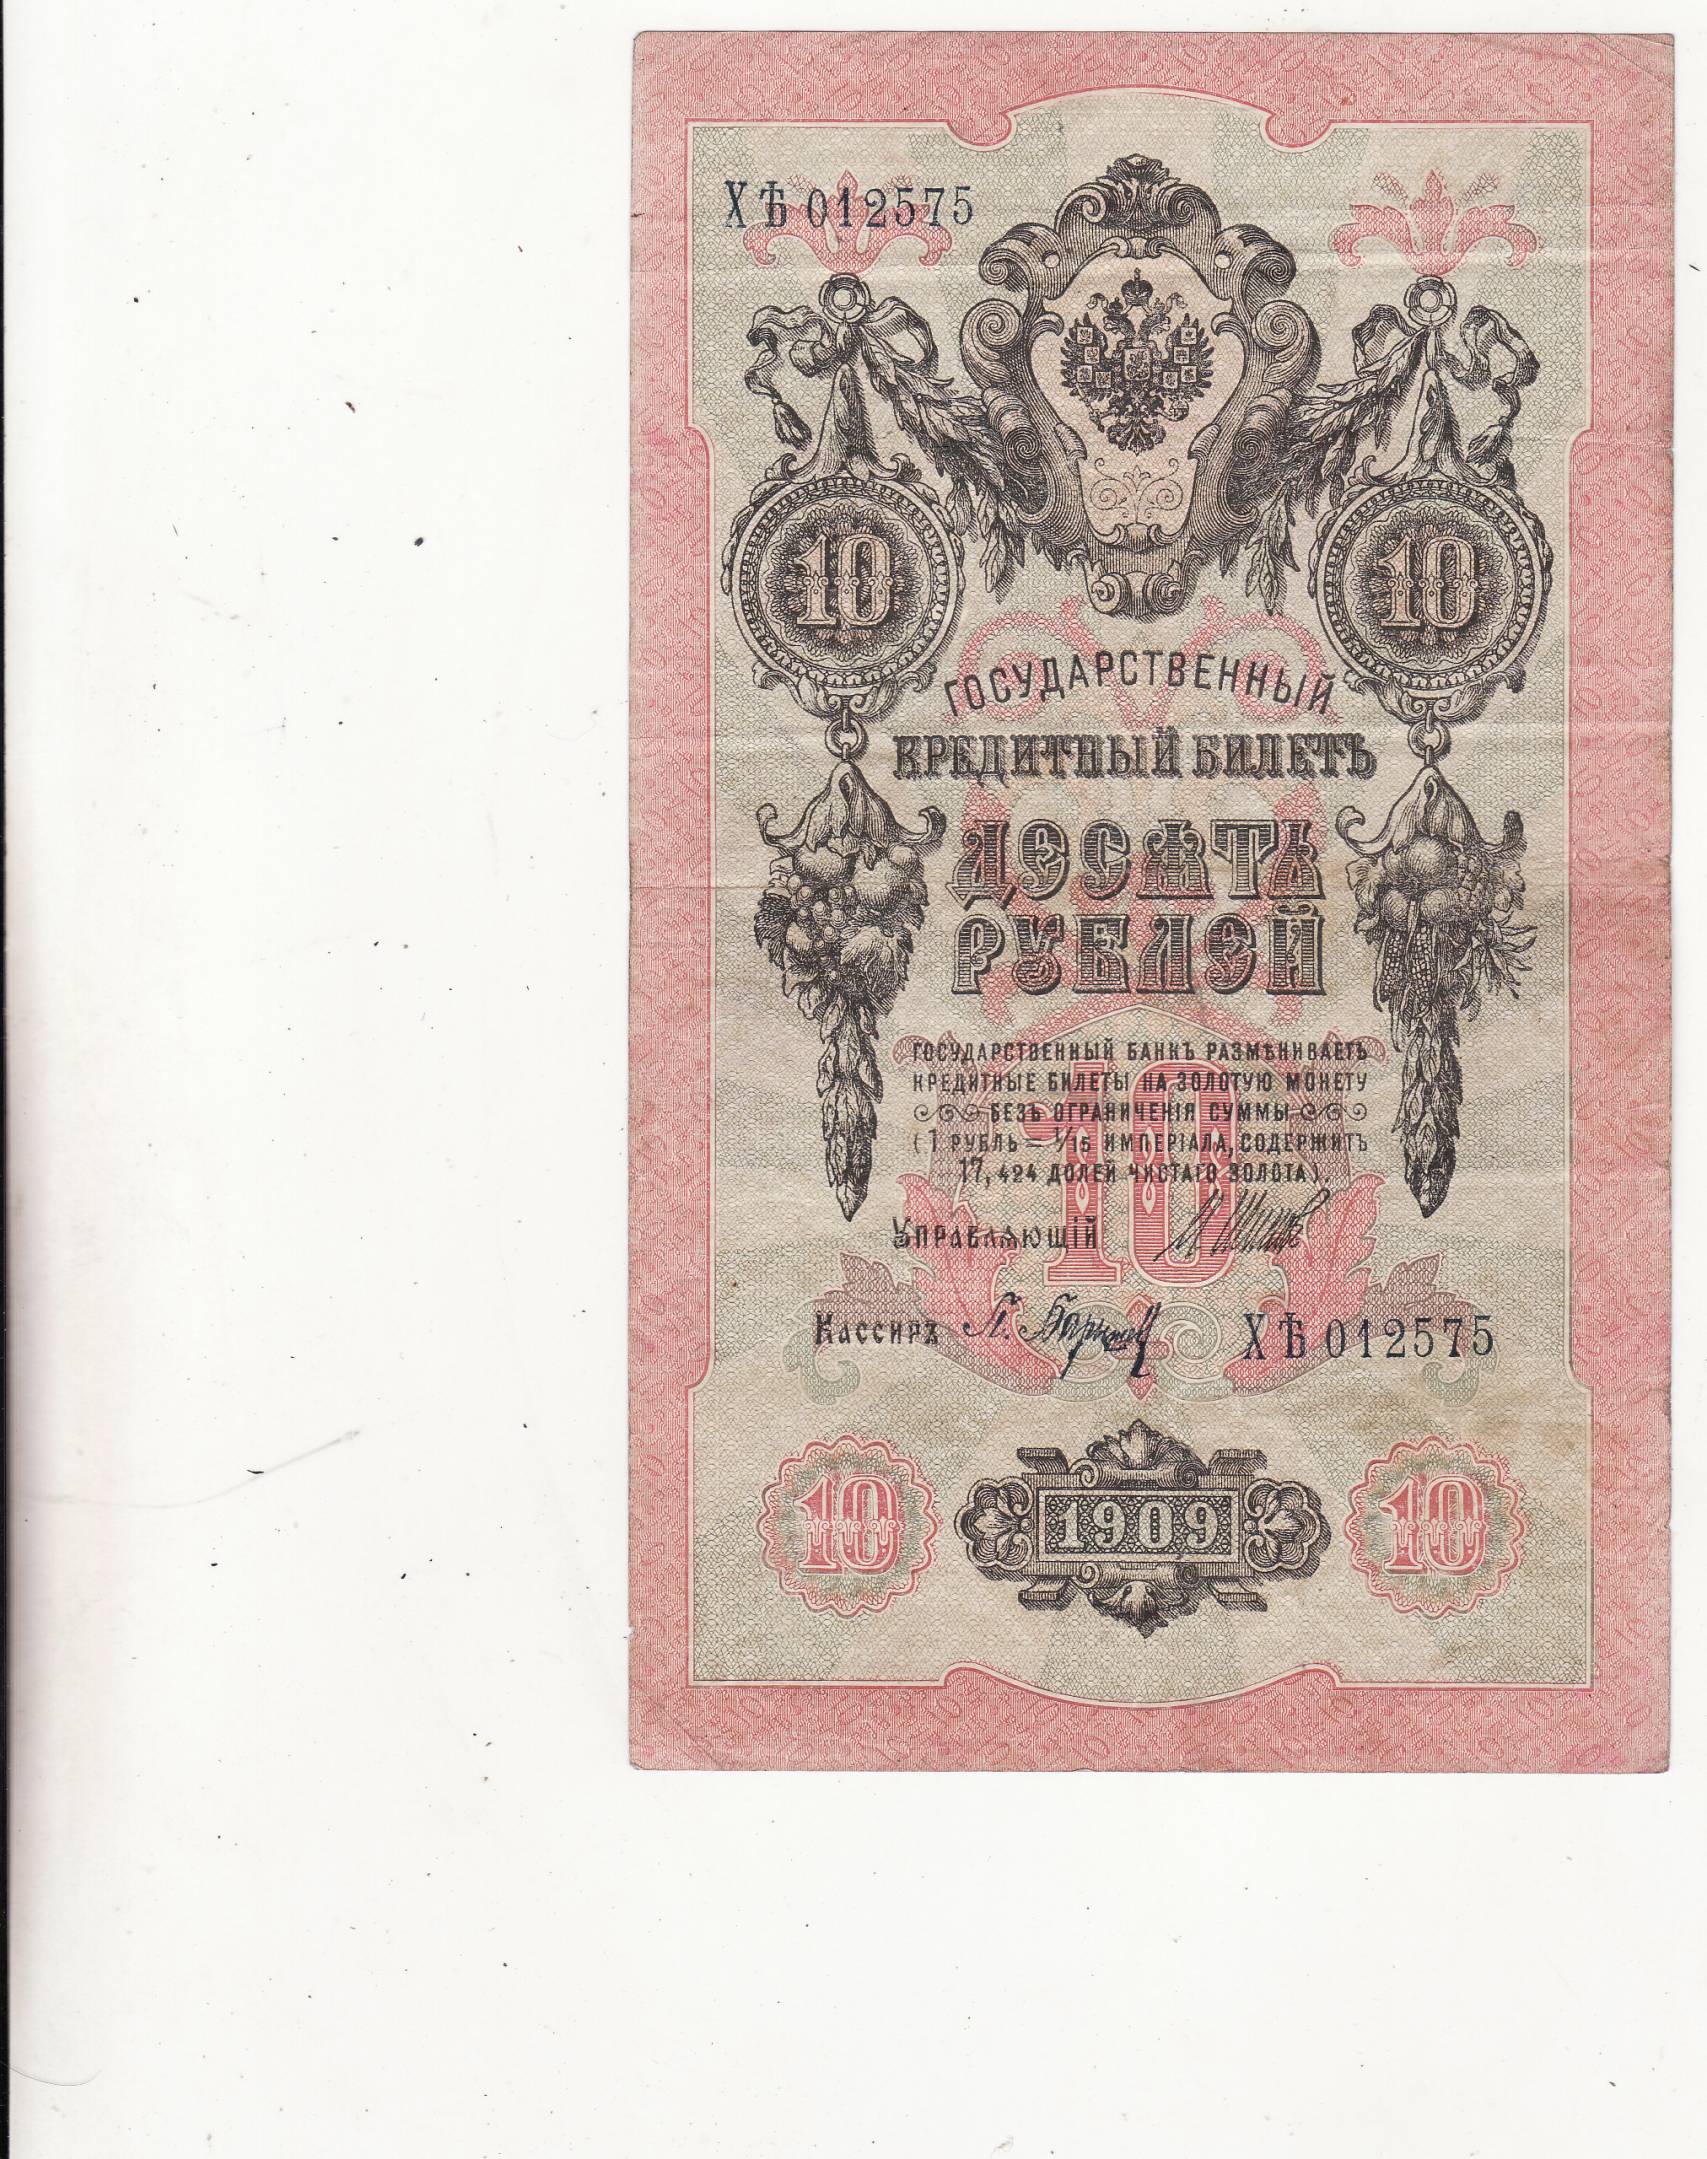 ХѢ 012575
10
10
ГОСУДАРСТВЕННЫЙ
КРЕДИТНЫЙ БИЛЕТЪ
ДЕСЯТЬ
РУБЛЕЙ
ГОСУДАРСТВЕННЫЙ БАНКЪ РАЗМѢНИВАЕТЪ
КРЕДИТНЫЕ БИЛЕТЫ НА ЗОЛОТУЮ МОНЕТУ
БЕЗЪ ОГРАНИЧЕНІЯ СУММЫ
(1 РУБЛЬ = 1/15 ИМПЕРІАЛА, СОДЕРЖИТЪ
17,424 ДОЛЕЙ ЧИСТАГО ЗОЛОТА).
10
УПРАВЛЯЮЩІЙ
КАССИРЪ
ХѢ 012575
10
1909
10